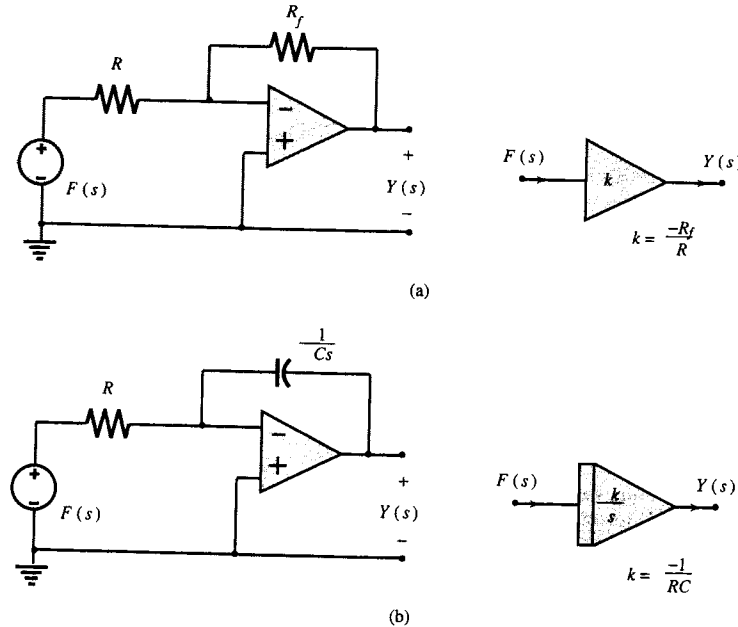 R_f
R
−
+
+
−
F(s)
+
Y(s)
−
F(s)
k
Y(s)
k = −R_f/R
(a)
1/Cs
R
−
+
+
−
F(s)
+
Y(s)
−
F(s)
k/s
Y(s)
k = −1/RC
(b)